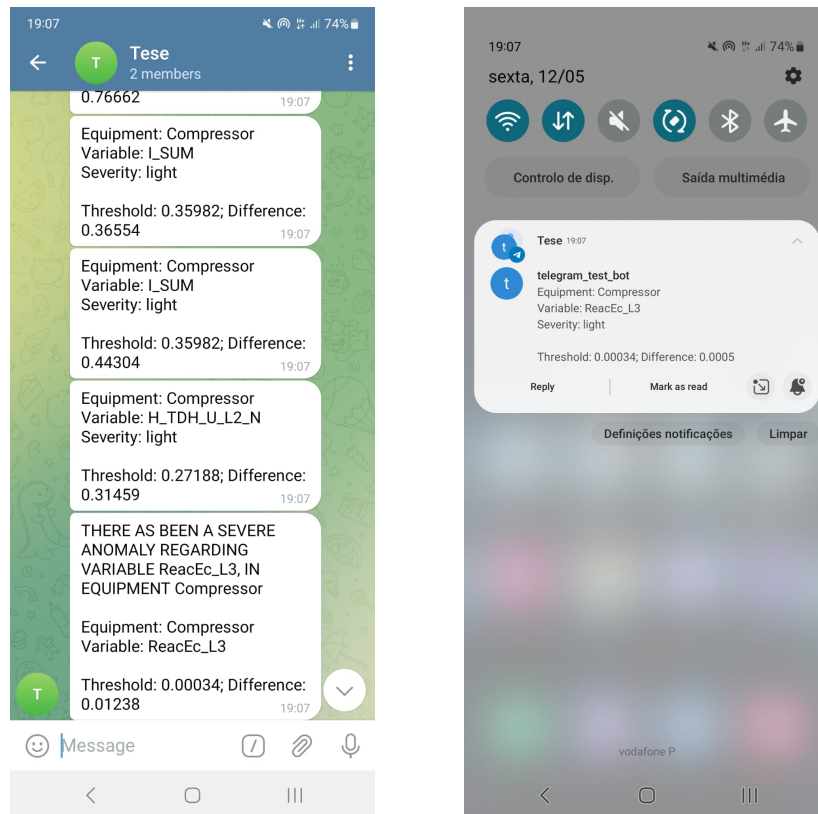 19:07
74%
Tese
2 members
T
0.76662
19:07
Equipment: Compressor
Variable: I_SUM
Severity: light
Threshold: 0.35982; Difference:
0.36554
19:07
Equipment: Compressor
Variable: I_SUM
Severity: light
Threshold: 0.35982; Difference:
0.44304
19:07
Equipment: Compressor
Variable: H_TDH_U_L2_N
Severity: light
Threshold: 0.27188; Difference:
0.31459
19:07
THERE AS BEEN A SEVERE
ANOMALY REGARDING
VARIABLE ReacEc_L3, IN
EQUIPMENT Compressor
Equipment: Compressor
Variable: ReacEc_L3
Threshold: 0.00034; Difference:
0.01238
19:07
T
Message
19:07
74%
sexta, 12/05
Controlo de disp.
Saída multimédia
t
Tese 19:07
t
telegram_test_bot
Equipment: Compressor
Variable: ReacEc_L3
Severity: light
Threshold: 0.00034; Difference: 0.0005
Reply
Mark as read
Definições notificações
Limpar
vodafone P